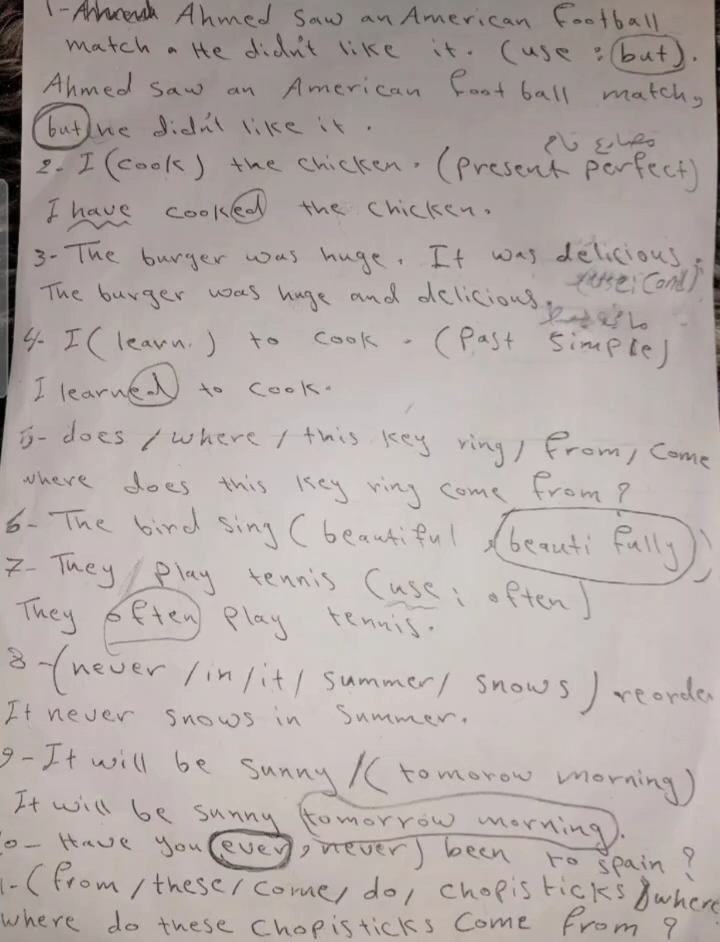 1- Ahmed saw an American football
match. He didn't like it. (use : but).
Ahmed saw an American football match,
but he didn't like it.
مضارع تام
2- I (cook) the chicken. (present perfect)
I have cooked the chicken.
3- The burger was huge. It was delicious.
(use: (and)
The burger was huge and delicious.
ماضي بسيط
4- I (learn.) to cook. (Past simple)
I learned to cook.
5- does / where / this key ring / from, come
where does this key ring come from?
6- The bird sing (beautiful, beautifully)
7- They play tennis (use: often)
They often play tennis.
8-(never / in / it / summer / snows) reorder
It never snows in summer.
9- It will be sunny /(tomorow morning)
It will be sunny tomorrow morning.
0- Have you (ever, never) been to spain?
1-(from / these / come, do, chopisticks) where
where do these chopisticks come from?